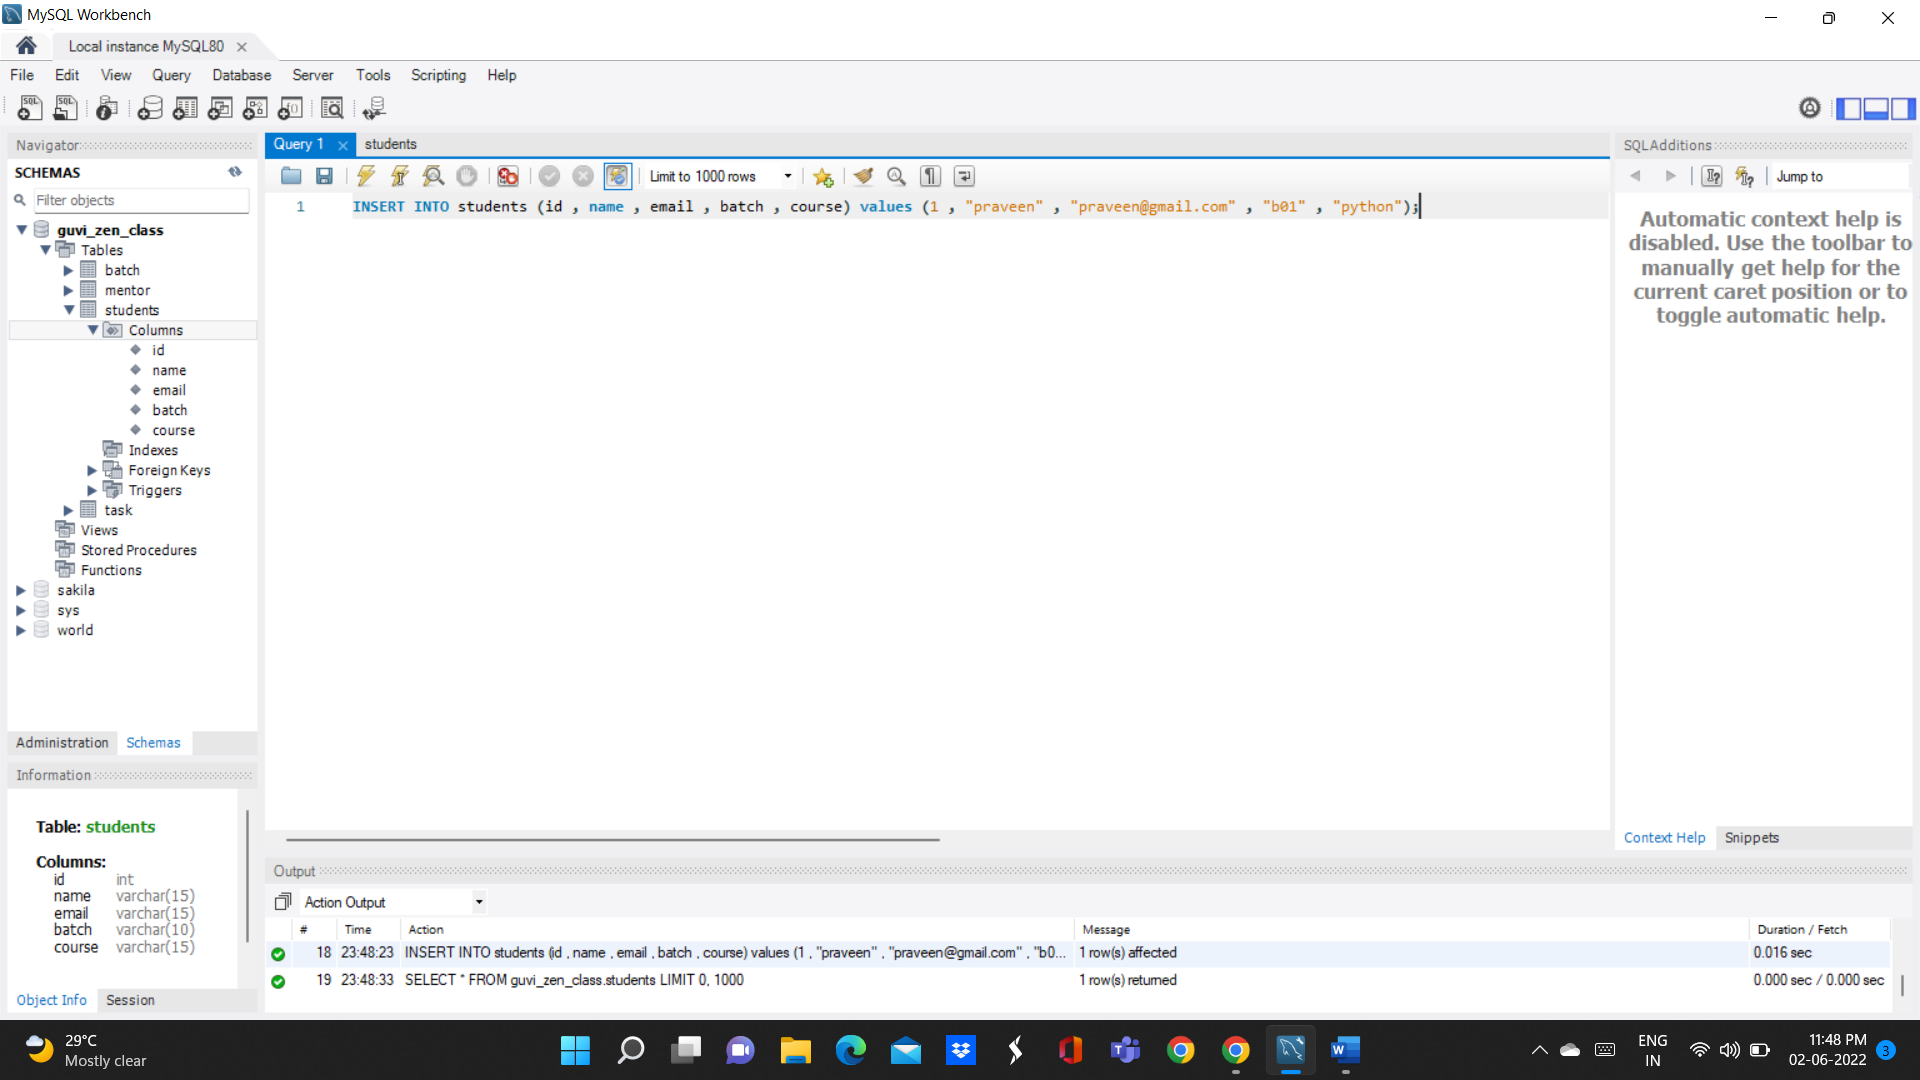 MySQL Workbench
Local instance MySQL80
File Edit View Query Database Server Tools Scripting Help
Navigator
SCHEMAS
Filter objects
guvi_zen_class
Tables
batch
mentor
students
Columns
id
name
email
batch
course
Indexes
Foreign Keys
Triggers
task
Views
Stored Procedures
Functions
sakila
sys
world
Administration Schemas
Information
Table: students
Columns:
id int
name varchar(15)
email varchar(15)
batch varchar(10)
course varchar(15)
Object Info Session
Query 1 students
Limit to 1000 rows
1 INSERT INTO students (id , name , email , batch , course) values (1 , "praveen" , "praveen@gmail.com" , "b01" , "python");
SQLAdditions
Jump to
Automatic context help is
disabled. Use the toolbar to
manually get help for the
current caret position or to
toggle automatic help.
Context Help Snippets
Output
Action Output
# Time Action Message Duration / Fetch
18 23:48:23 INSERT INTO students (id , name , email , batch , course) values (1 , "praveen" , "praveen@gmail.com" , "b0... 1 row(s) affected 0.016 sec
19 23:48:33 SELECT * FROM guvi_zen_class.students LIMIT 0, 1000 1 row(s) returned 0.000 sec / 0.000 sec
29°C
Mostly clear
ENG
IN
11:48 PM
02-06-2022
3